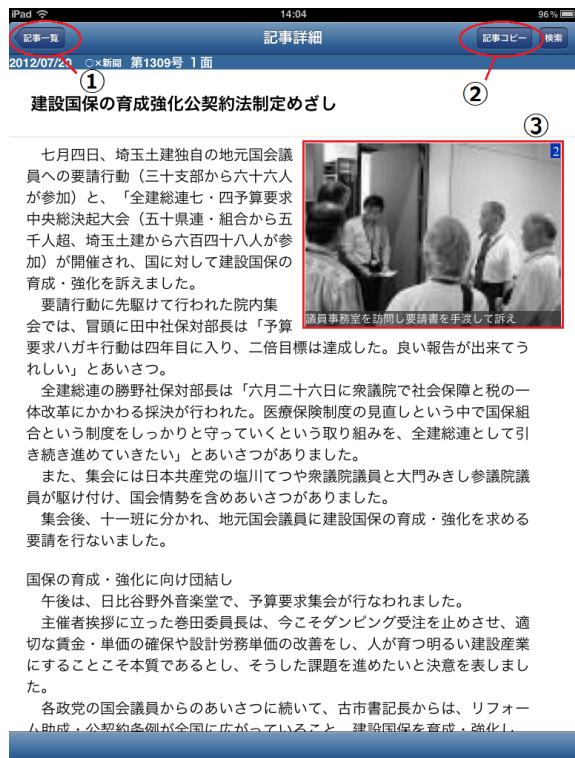 iPad 14:04 96%
記事一覧 記事詳細 記事コピー 検索
2012/07/20 ○×新聞 第1309号 1面
①
②
建設国保の育成強化公契約法制定めざし
③
七月四日、埼玉土建独自の地元国会議
員への要請行動（三十支部から六十六人
が参加）と、「全建総連七・四予算要求
中央総決起大会（五十県連・組合から五
千人超、埼玉土建から六百四十八人が参
加）が開催され、国に対して建設国保の
育成・強化を訴えました。
要請行動に先駆けて行われた院内集
会では、冒頭に田中社保対部長は「予算
2
議員事務室を訪問し要請書を手渡して訴え
要求ハガキ行動は四年目に入り、二倍目標は達成した。良い報告が出来てう
れしい」とあいさつ。
全建総連の勝野社保対部長は「六月二十六日に衆議院で社会保障と税の一
体改革にかかわる採決が行われた。医療保険制度の見直しという中で国保組
合という制度をしっかりと守っていくという取り組みを、全建総連として引
き続き進めていきたい」とあいさつがありました。
また、集会には日本共産党の塩川てつや衆議院議員と大門みきし参議院議
員が駆け付け、国会情勢を含めあいさつがありました。
集会後、十一班に分かれ、地元国会議員に建設国保の育成・強化を求める
要請を行ないました。
国保の育成・強化に向け団結し
午後は、日比谷野外音楽堂で、予算要求集会が行なわれました。
主催者挨拶に立った巻田委員長は、今こそダンピング受注を止めさせ、適
切な賃金・単価の確保や設計労務単価の改善をし、人が育つ明るい建設産業
にすることこそ本質であるとし、そうした課題を進めたいと決意を表しまし
た。
各政党の国会議員からのあいさつに続いて、古市書記長からは、リフォー
ム助成・公契約条例が全国に広がっていること、建設国保を育成・強化し